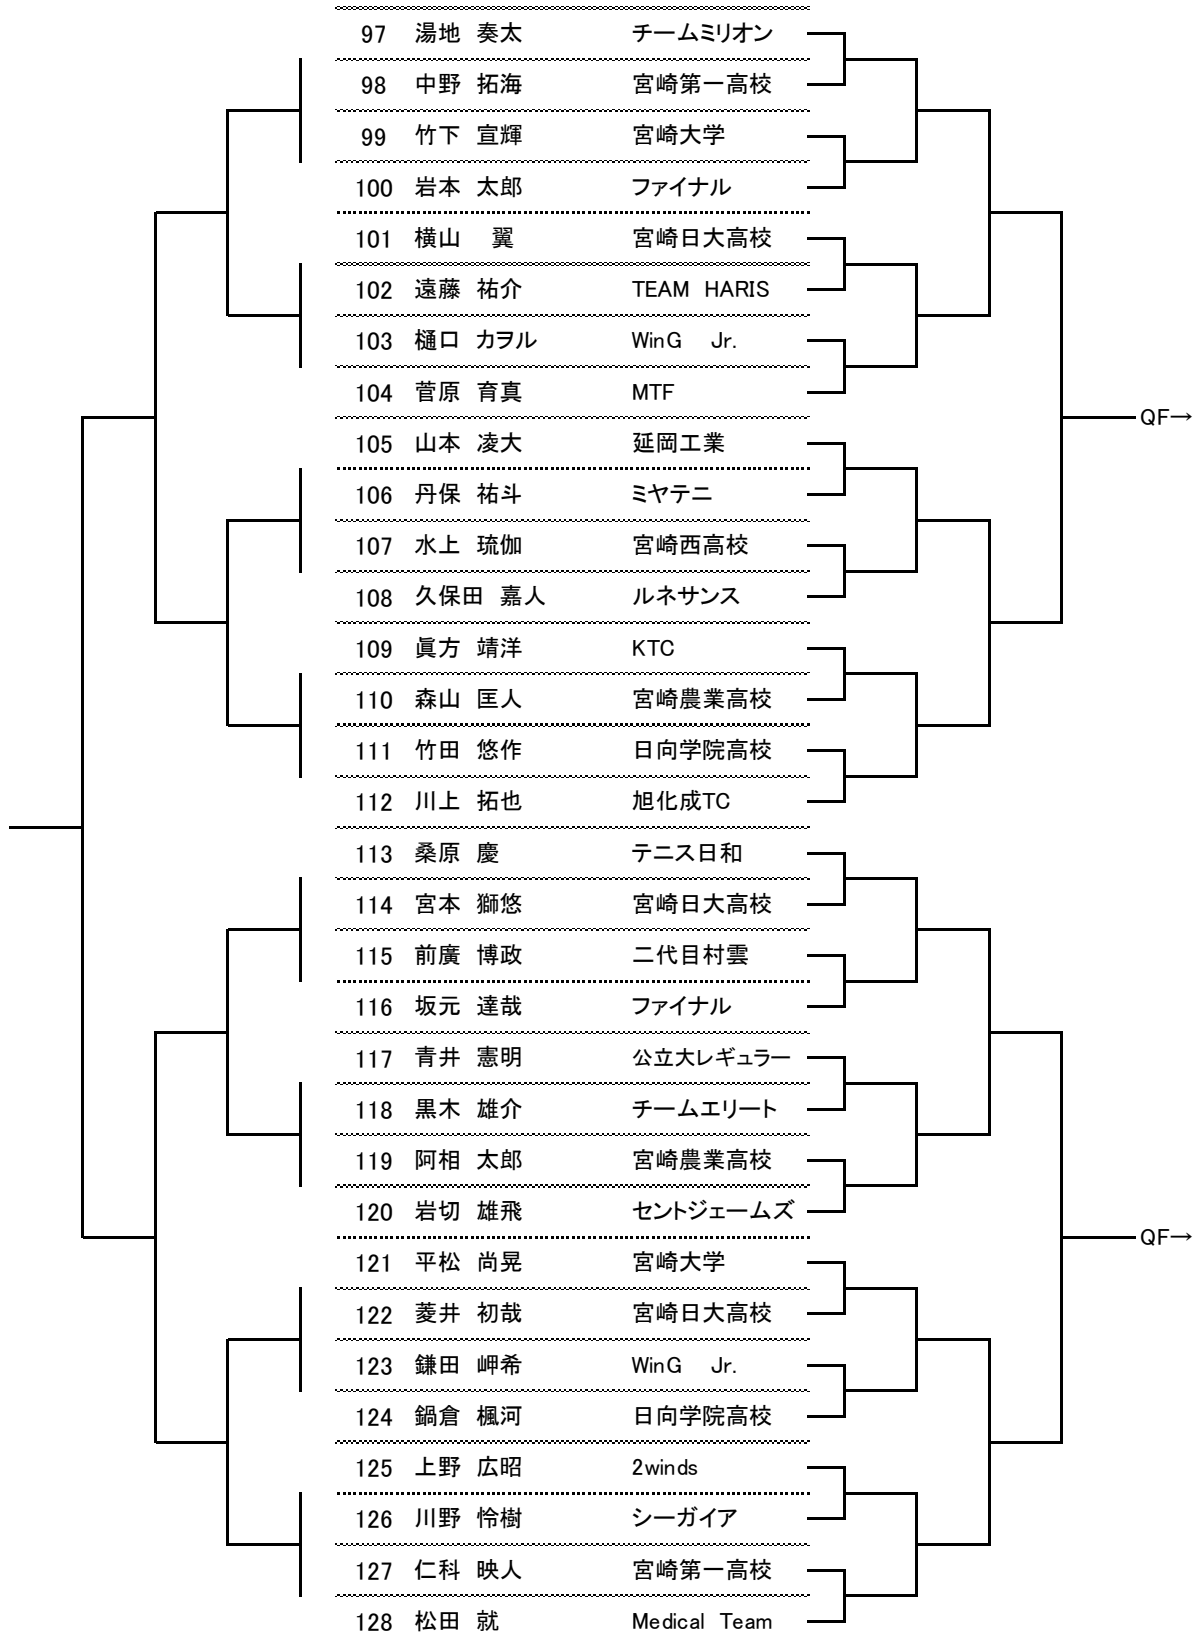 97 湯地 奏太 チームミリオン
98 中野 拓海 宮崎第一高校
99 竹下 宣輝 宮崎大学
100 岩本 太郎 ファイナル
101 横山 翼 宮崎日大高校
102 遠藤 祐介 TEAM HARIS
103 樋口 カヲル WinG Jr.
104 菅原 育真 MTF
QF→
105 山本 凌大 延岡工業
106 丹保 祐斗 ミヤテニ
107 水上 琉伽 宮崎西高校
108 久保田 嘉人 ルネサンス
109 眞方 靖洋 KTC
110 森山 匡人 宮崎農業高校
111 竹田 悠作 日向学院高校
112 川上 拓也 旭化成TC
113 桑原 慶 テニス日和
114 宮本 獅悠 宮崎日大高校
115 前廣 博政 二代目村雲
116 坂元 達哉 ファイナル
117 青井 憲明 公立大レギュラー
118 黒木 雄介 チームエリート
119 阿相 太郎 宮崎農業高校
120 岩切 雄飛 セントジェームズ
QF→
121 平松 尚晃 宮崎大学
122 菱井 初哉 宮崎日大高校
123 鎌田 岬希 WinG Jr.
124 鍋倉 楓河 日向学院高校
125 上野 広昭 2winds
126 川野 怜樹 シーガイア
127 仁科 映人 宮崎第一高校
128 松田 就 Medical Team